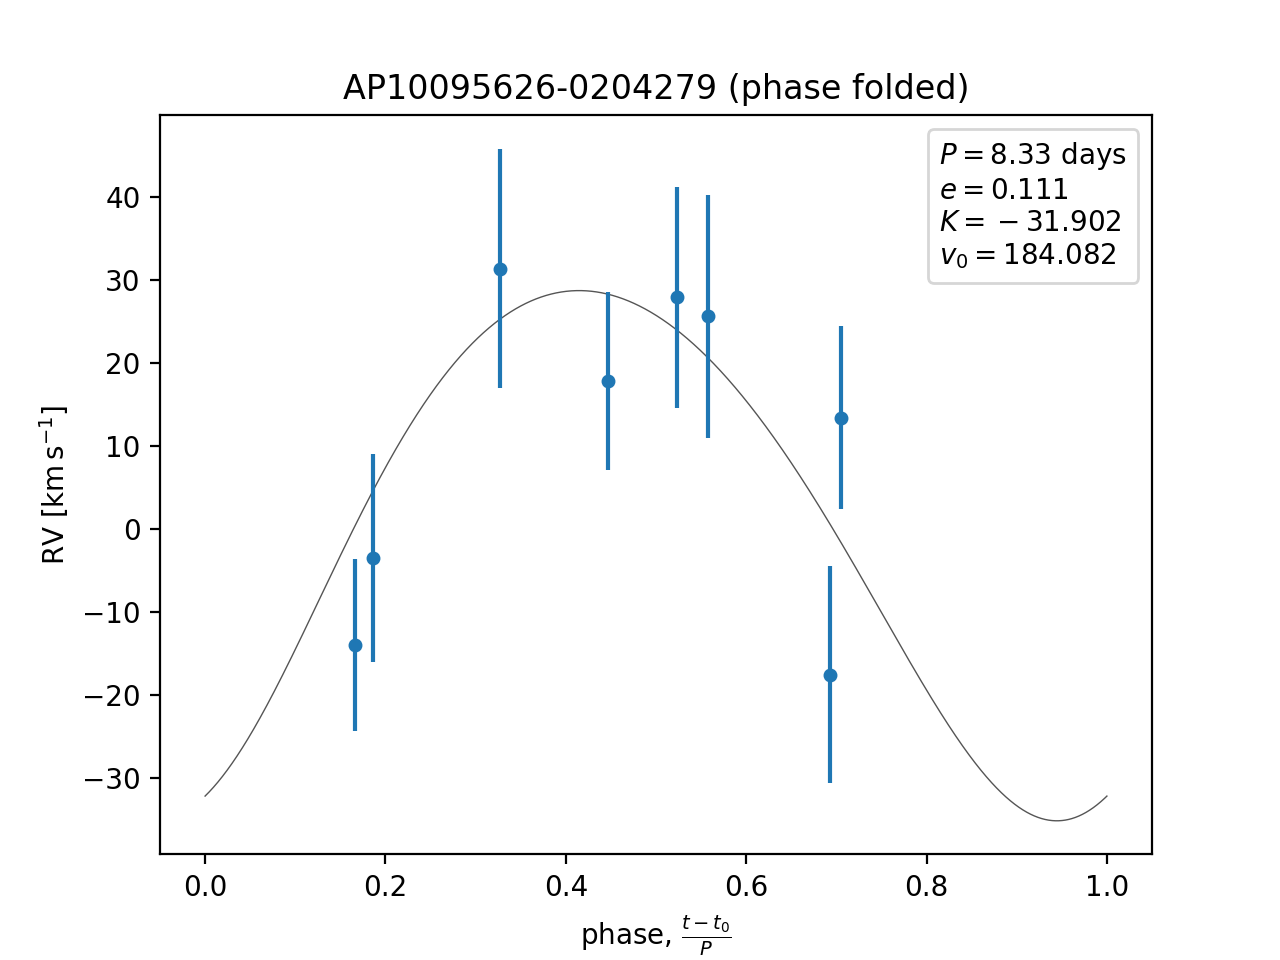 AP10095626-0204279 (phase folded)
P = 8.33 days
e = 0.111
K = −31.902
v₀ = 184.082
RV [km s⁻¹]
40
30
20
10
0
−10
−20
−30
0.0 0.2 0.4 0.6 0.8 1.0
phase, (t − t₀)/P